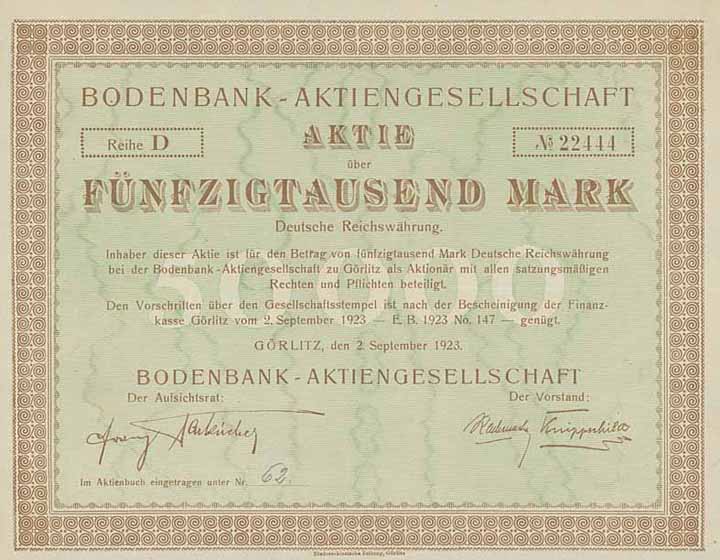 BODENBANK-AKTIENGESELLSCHAFT
Reihe D
AKTIE
№ 22444
über
FÜNFZIGTAUSEND MARK
Deutsche Reichswährung.
50000
Inhaber dieser Aktie ist für den Betrag von fünfzigtausend Mark Deutsche Reichswährung
bei der Bodenbank-Aktiengesellschaft zu Görlitz als Aktionär mit allen satzungsmäßigen
Rechten und Pflichten beteiligt.
Den Vorschriften über den Gesellschaftsstempel ist nach der Bescheinigung der Finanz-
kasse Görlitz vom 2. September 1923 — E. B. 1923 No. 147 — genügt.
GÖRLITZ, den 2. September 1923.
BODENBANK-AKTIENGESELLSCHAFT
Der Aufsichtsrat:
Der Vorstand:
Im Aktienbuch eingetragen unter Nr. 62.